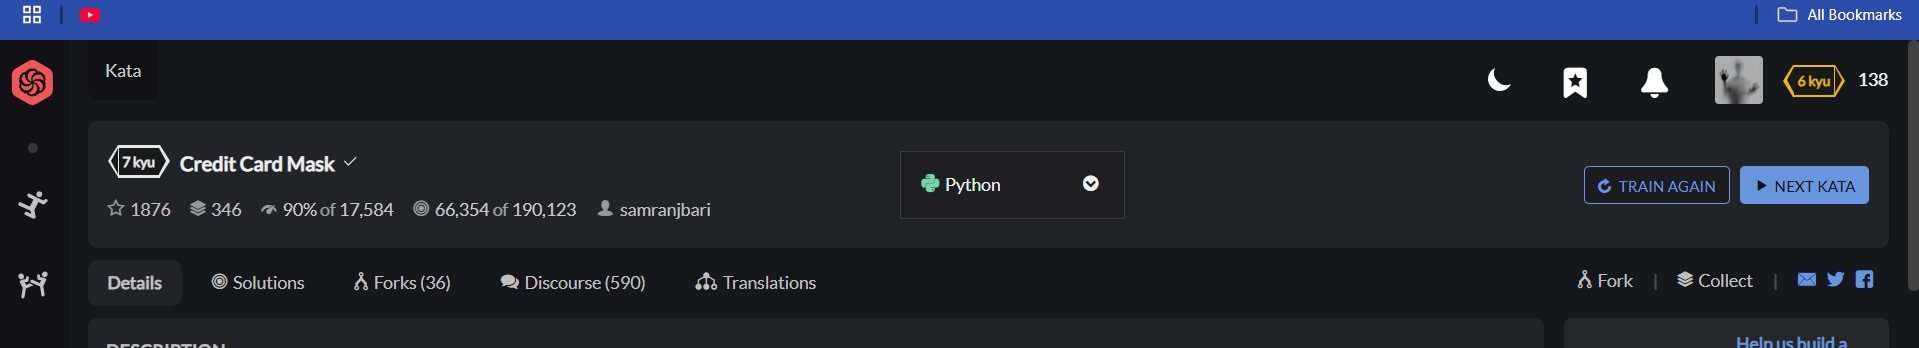 All Bookmarks
Kata
6 kyu 138
7 kyu Credit Card Mask
1876 346 90% of 17,584 66,354 of 190,123 samranjbari
Python
TRAIN AGAIN NEXT KATA
Details Solutions Forks (36) Discourse (590) Translations
Fork | Collect |
DESCRIPTION
Help us build a